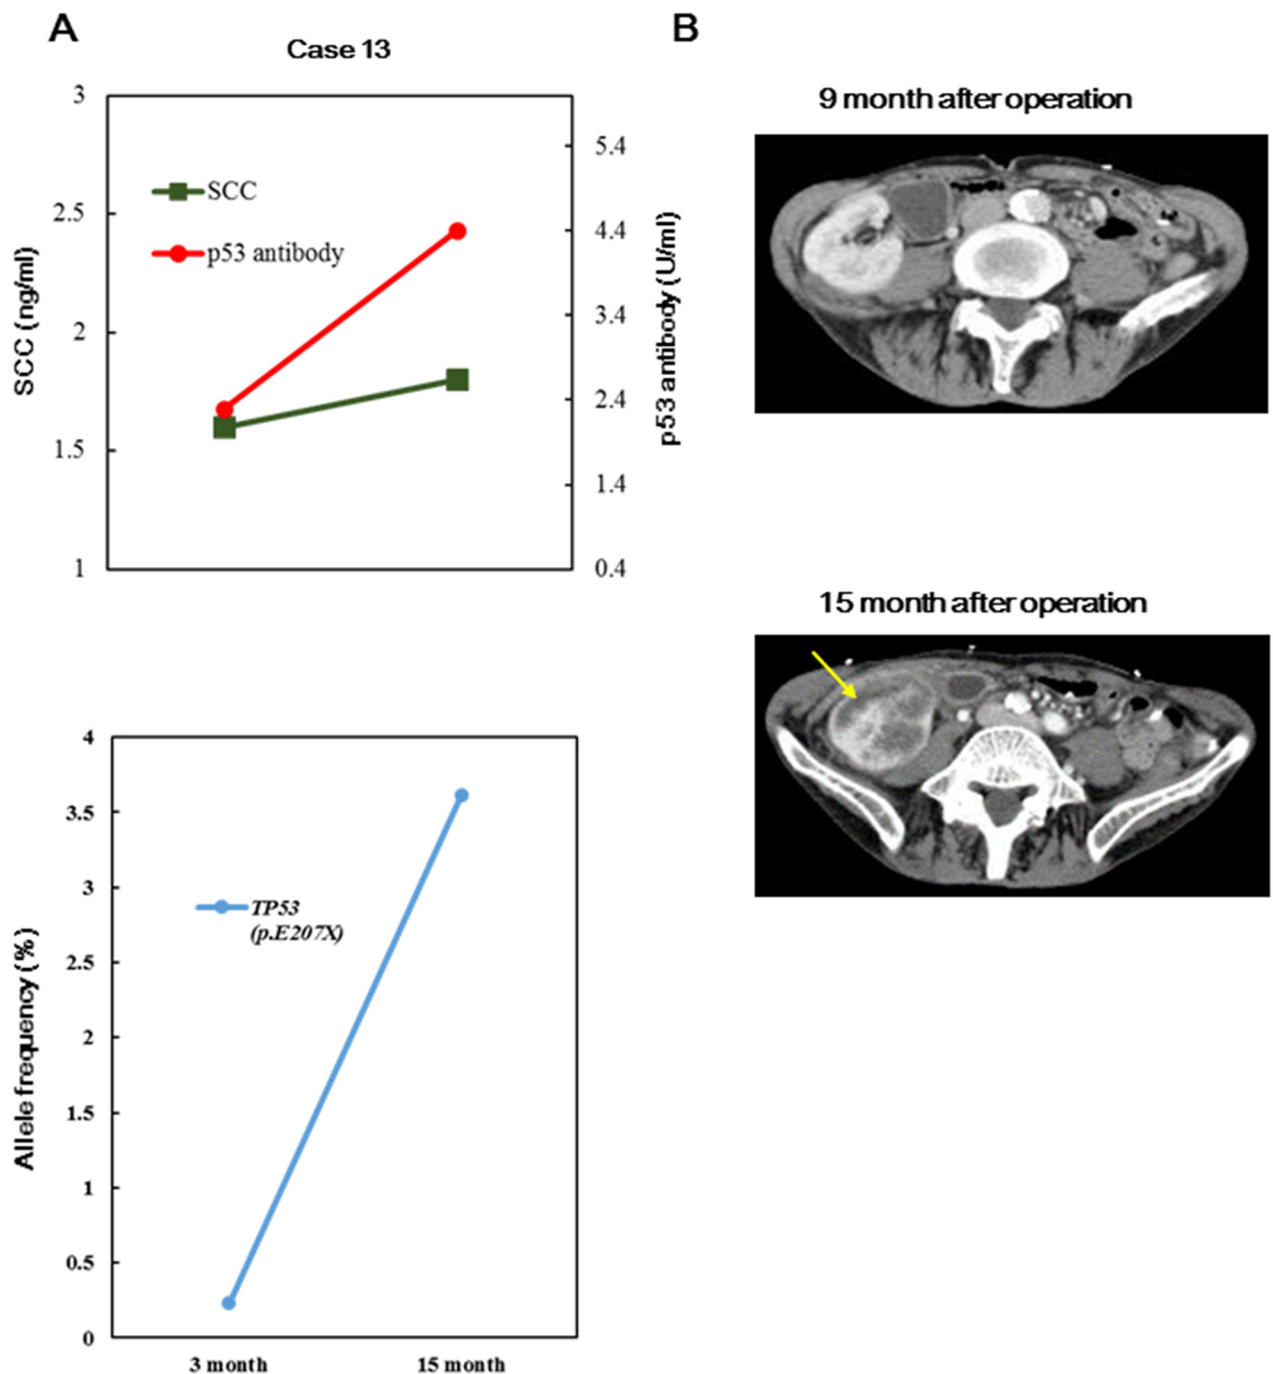 A
Case 13
3
2.5
2
1.5
1
SCC (ng/ml)
SCC
p53 antibody
5.4
4.4
3.4
2.4
1.4
0.4
p53 antibody (U/ml)
4
3.5
3
2.5
2
1.5
1
0.5
0
Allele frequency (%)
TP53
(p.E207X)
3 month
15 month
B
9 month after operation
15 month after operation